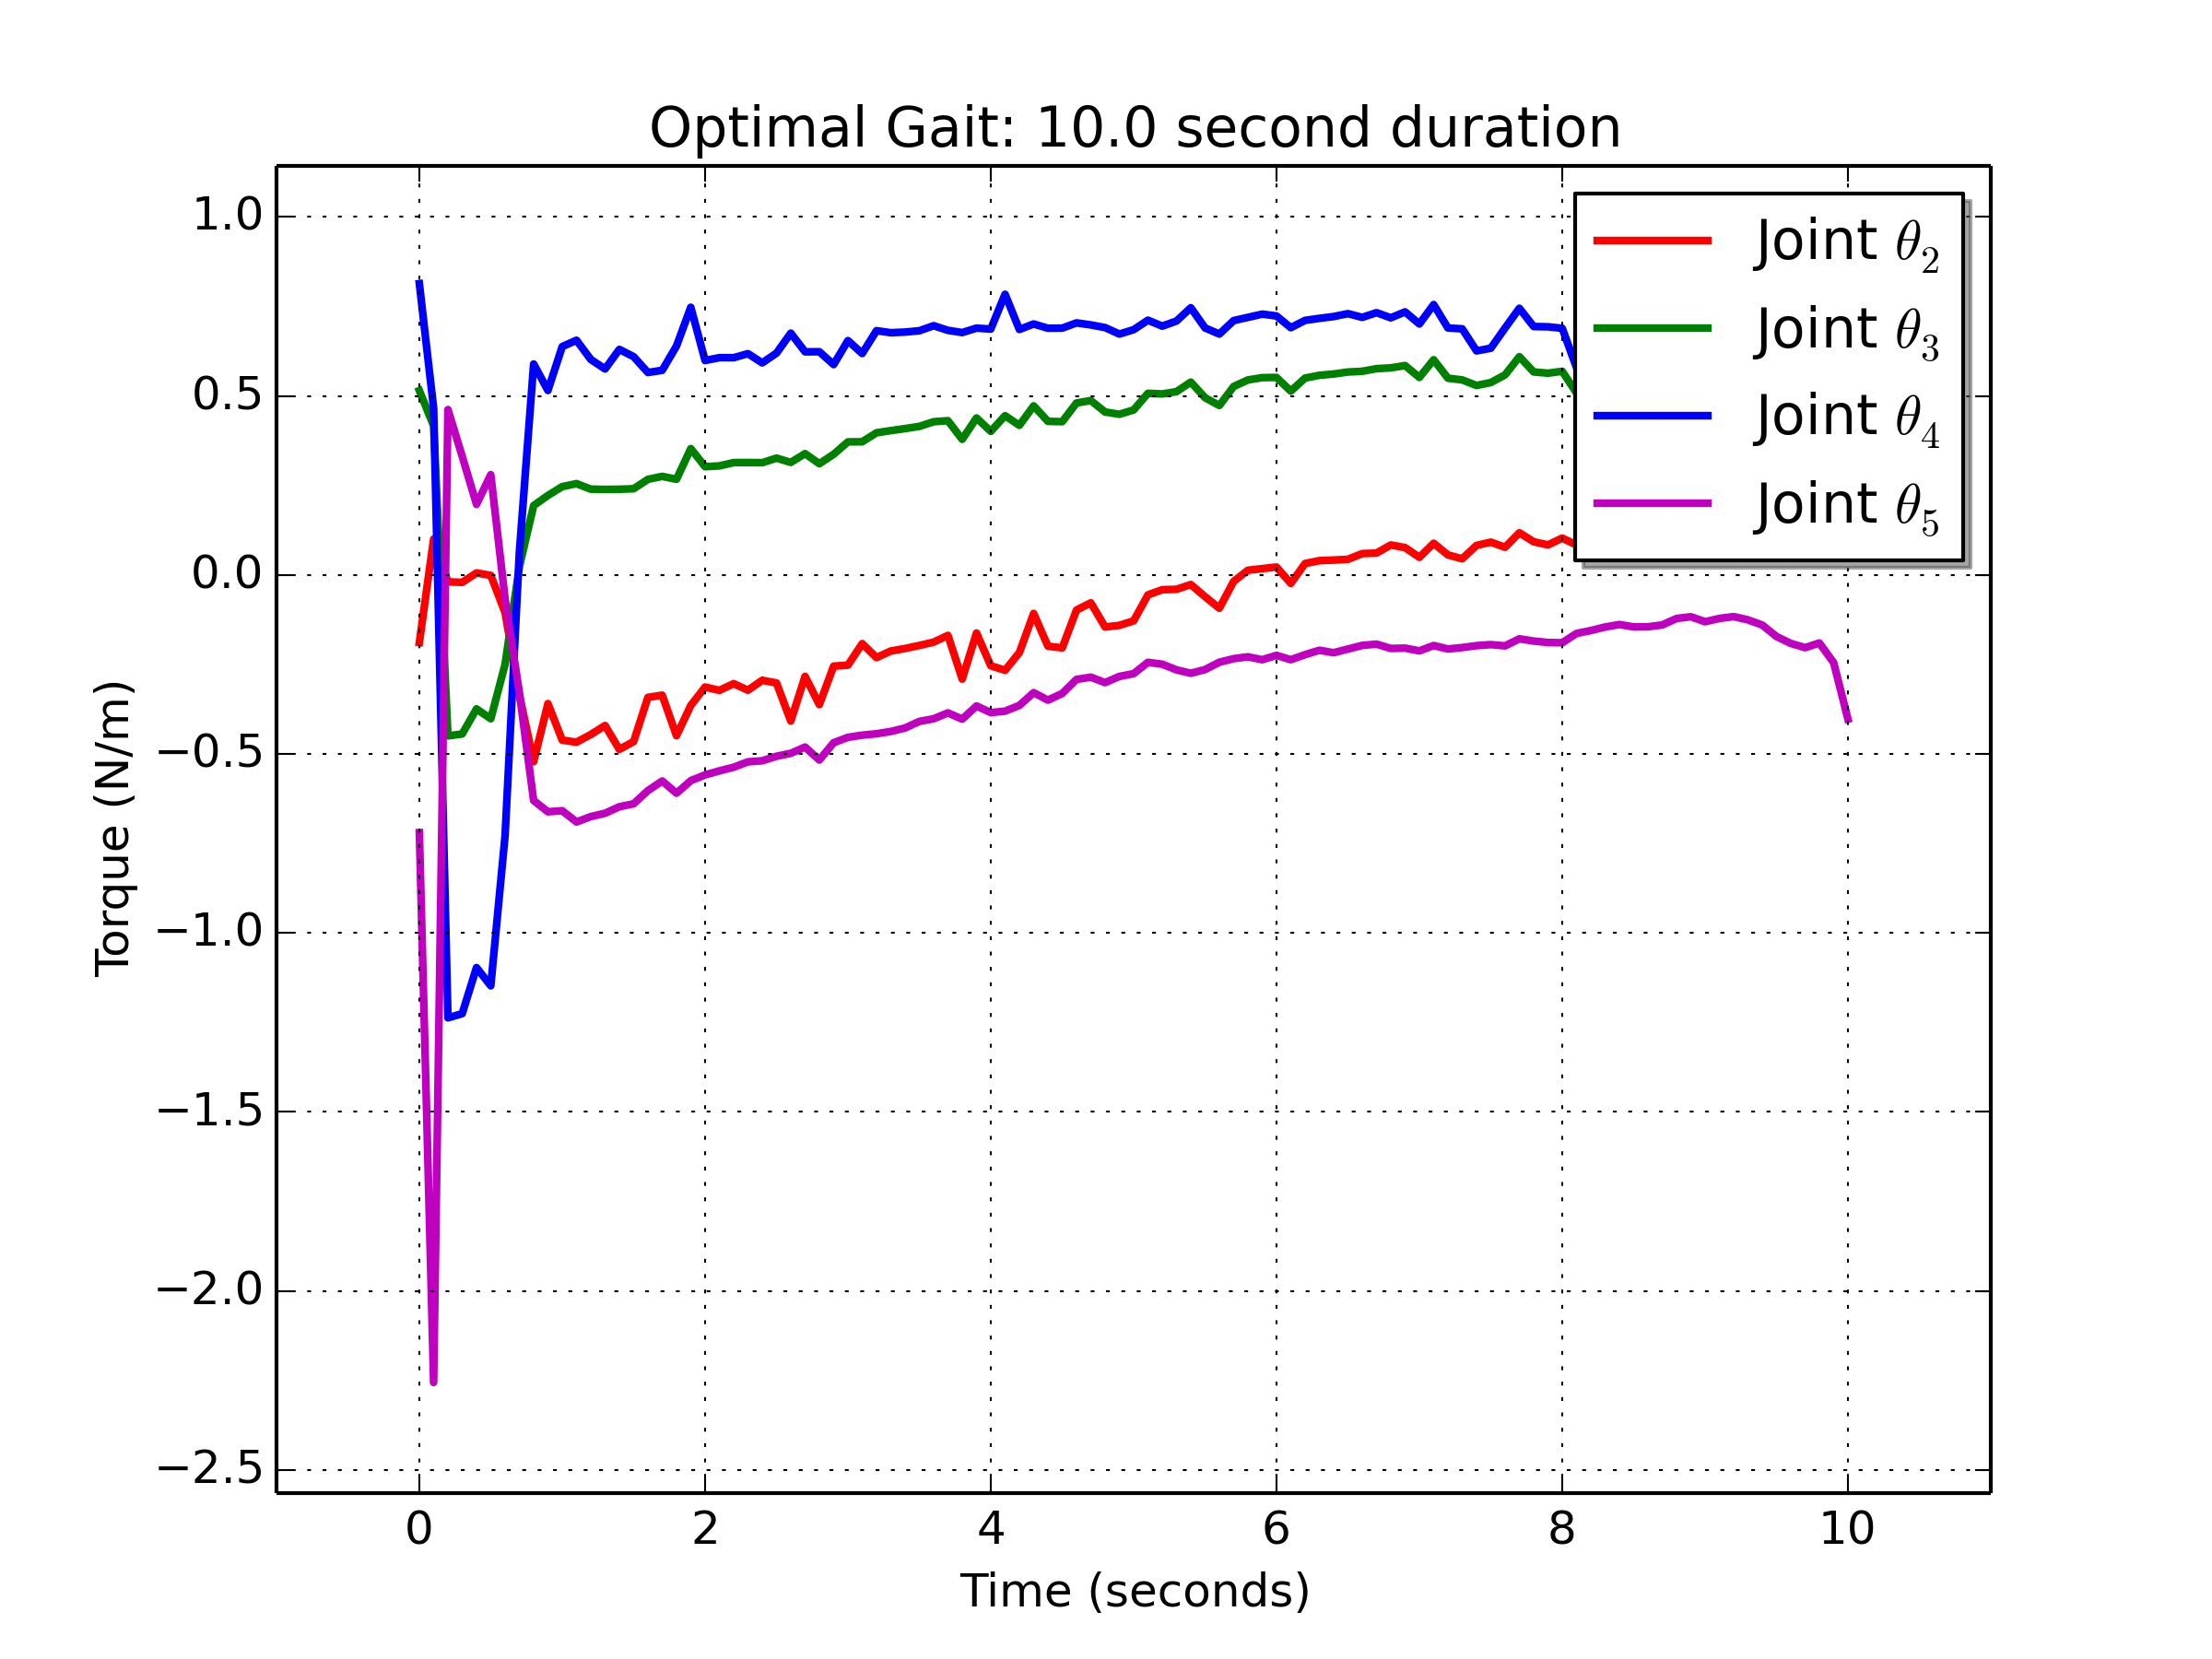 Optimal Gait: 10.0 second duration
1.0
0.5
0.0
−0.5
−1.0
−1.5
−2.0
−2.5
Torque (N/m)
0 2 4 6 8 10
Time (seconds)
Joint θ₂
Joint θ₃
Joint θ₄
Joint θ₅